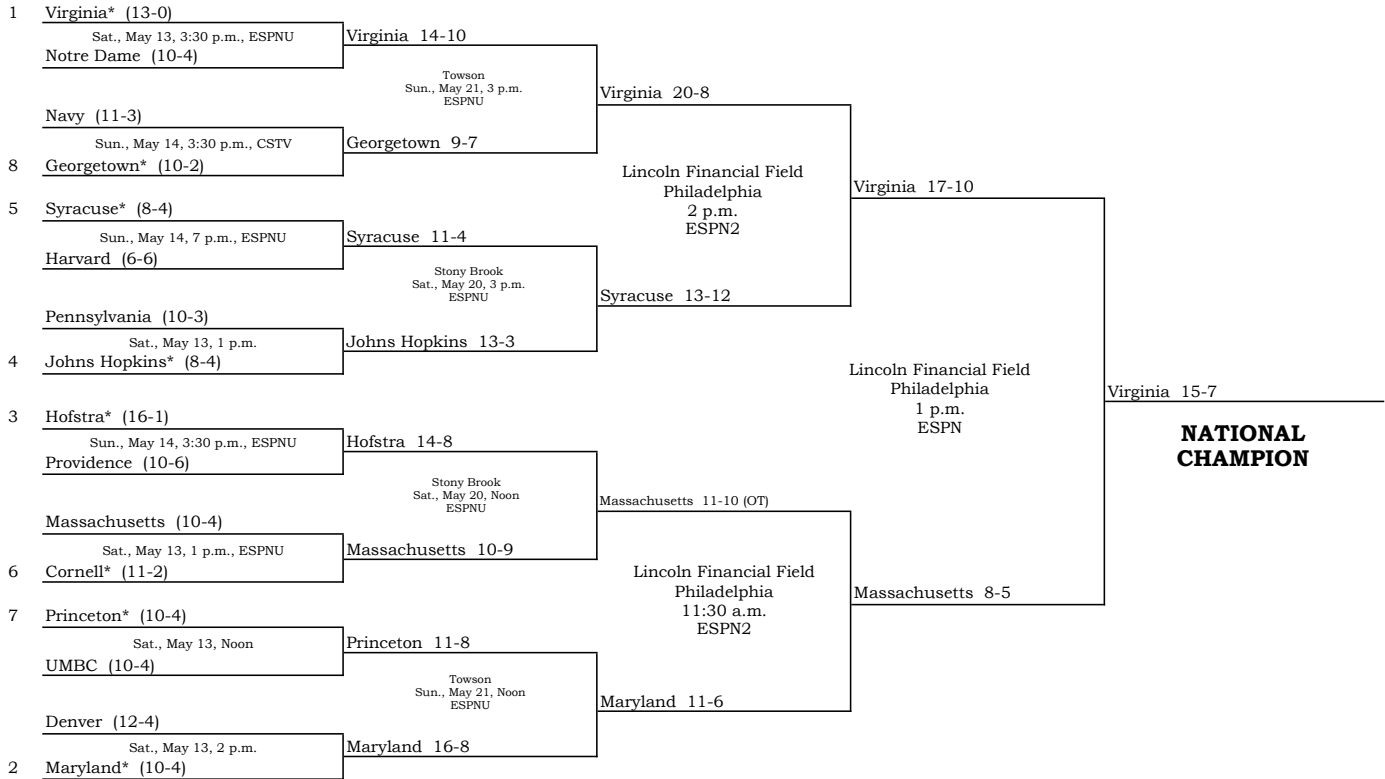 1 Virginia* (13-0)
Sat., May 13, 3:30 p.m., ESPNU
Notre Dame (10-4)
Navy (11-3)
Sun., May 14, 3:30 p.m., CSTV
8 Georgetown* (10-2)
5 Syracuse* (8-4)
Sun., May 14, 7 p.m., ESPNU
Harvard (6-6)
Pennsylvania (10-3)
Sat., May 13, 1 p.m.
4 Johns Hopkins* (8-4)
3 Hofstra* (16-1)
Sun., May 14, 3:30 p.m., ESPNU
Providence (10-6)
Massachusetts (10-4)
Sat., May 13, 1 p.m., ESPNU
6 Cornell* (11-2)
7 Princeton* (10-4)
Sat., May 13, Noon
UMBC (10-4)
Denver (12-4)
Sat., May 13, 2 p.m.
2 Maryland* (10-4)
Virginia 14-10
Towson
Sun., May 21, 3 p.m.
ESPNU
Georgetown 9-7
Syracuse 11-4
Stony Brook
Sat., May 20, 3 p.m.
ESPNU
Johns Hopkins 13-3
Hofstra 14-8
Stony Brook
Sat., May 20, Noon
ESPNU
Massachusetts 10-9
Princeton 11-8
Towson
Sun., May 21, Noon
ESPNU
Maryland 16-8
Virginia 20-8
Lincoln Financial Field
Philadelphia
2 p.m.
ESPN2
Syracuse 13-12
Massachusetts 11-10 (OT)
Lincoln Financial Field
Philadelphia
11:30 a.m.
ESPN2
Maryland 11-6
Virginia 17-10
Lincoln Financial Field
Philadelphia
1 p.m.
ESPN
Massachusetts 8-5
Virginia 15-7
NATIONAL
CHAMPION